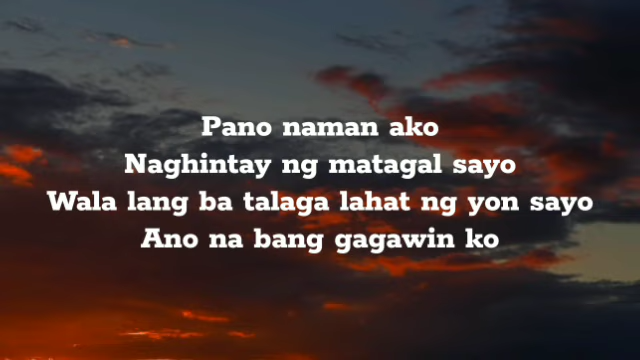 Pano naman ako
Naghintay ng matagal sayo
Wala lang ba talaga lahat ng yon sayo
Ano na bang gagawin ko